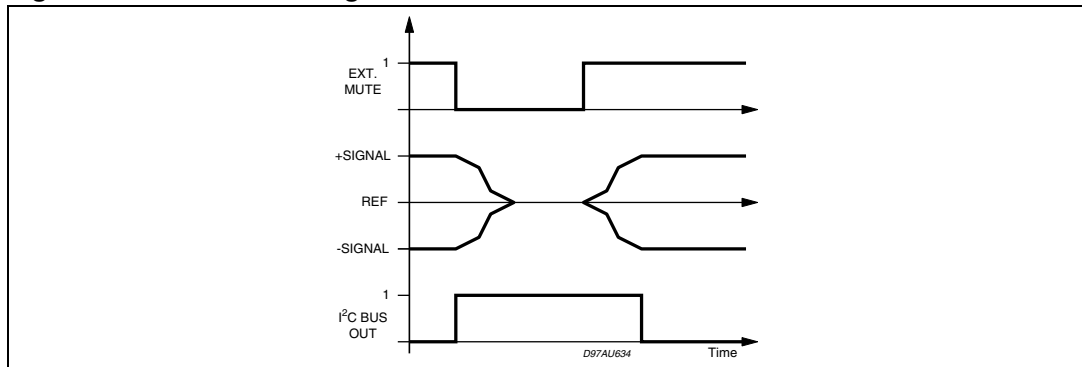 1
EXT.
MUTE
+SIGNAL
REF
-SIGNAL
1
I²C BUS
OUT
D97AU634
Time